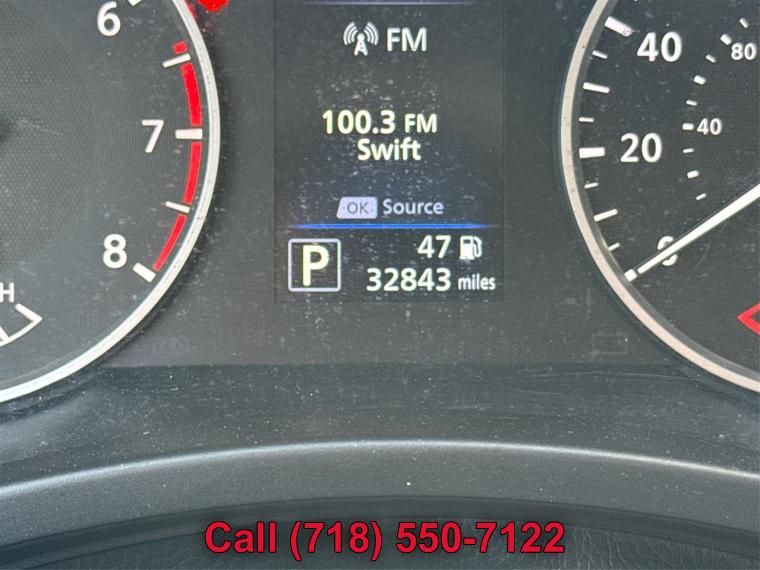 6
7
8
H
FM
100.3 FM
Swift
OK Source
P
47
32843 miles
40
80
20
40
0
Call (718) 550-7122